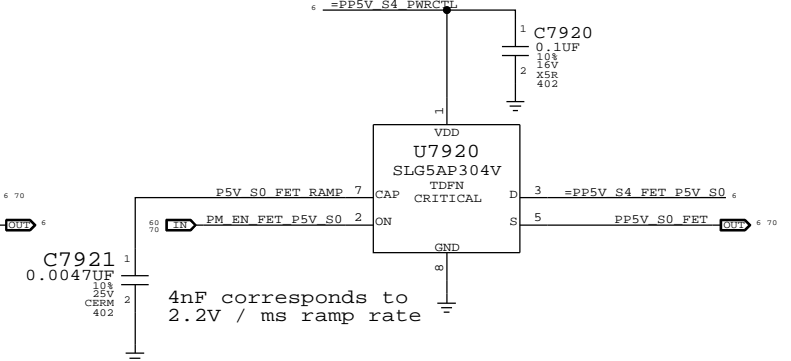 6 =PP5V_S4_PWRCTL
1 C7920
0.1UF
10%
16V
2 X5R
402
1
VDD
U7920
SLG5AP304V
TDFN
CRITICAL
6 70
P5V_S0_FET_RAMP 7 CAP
D 3 =PP5V_S4_FET_P5V_S0 6
OUT 6
60
70 IN PM_EN_FET_P5V_S0 2 ON
S 5 PP5V_S0_FET OUT 6 70
GND
8
C7921 1
0.0047UF
10%
25V
CERM 2
402
4nF corresponds to
2.2V / ms ramp rate